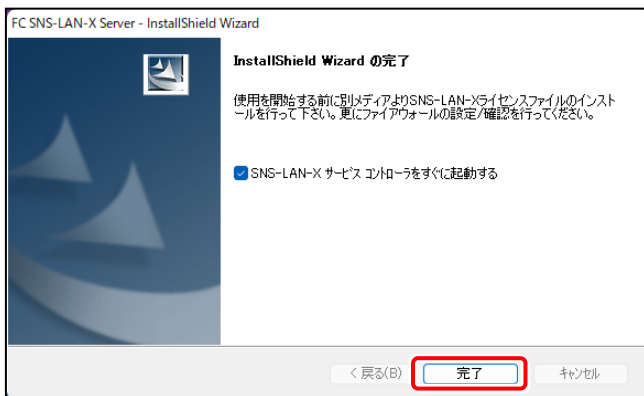 FC SNS-LAN-X Server - InstallShield Wizard
InstallShield Wizard の完了
使用を開始する前に別メディアよりSNS-LAN-Xライセンスファイルのインスト
ールを行って下さい。更にファイアウォールの設定/確認を行ってください。
SNS-LAN-X サービス コントローラをすぐに起動する
< 戻る(B) 完了 キャンセル